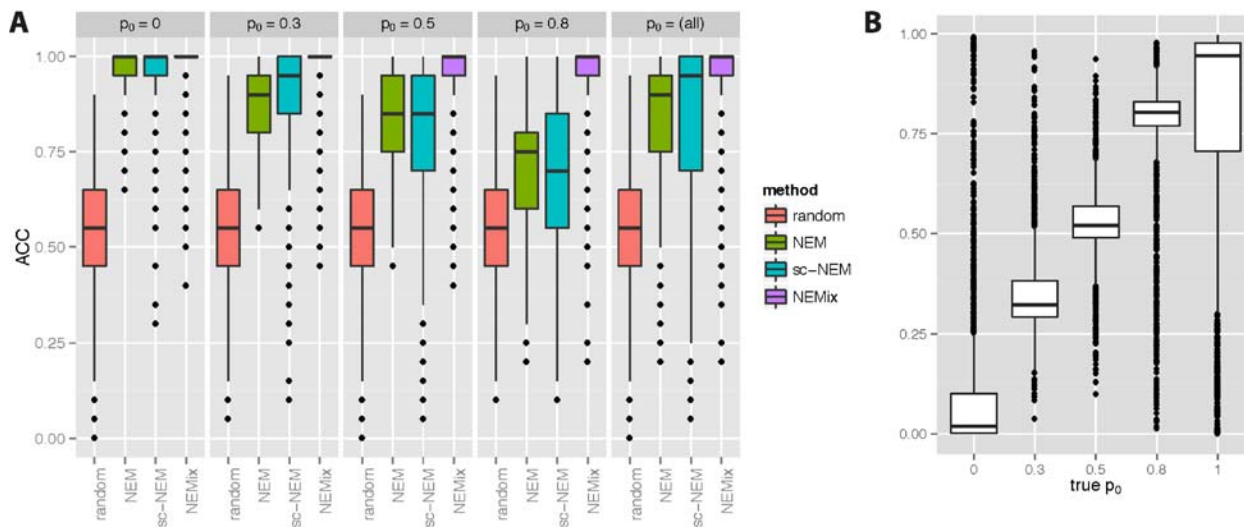 A
p₀ = 0
p₀ = 0.3
p₀ = 0.5
p₀ = 0.8
p₀ = (all)
ACC
1.00
0.75
0.50
0.25
0.00
random
NEM
sc-NEM
NEMix
random
NEM
sc-NEM
NEMix
random
NEM
sc-NEM
NEMix
random
NEM
sc-NEM
NEMix
random
NEM
sc-NEM
NEMix
method
random
NEM
sc-NEM
NEMix
B
1.00
0.75
0.50
0.25
0.00
0 0.3 0.5 0.8 1
true p₀